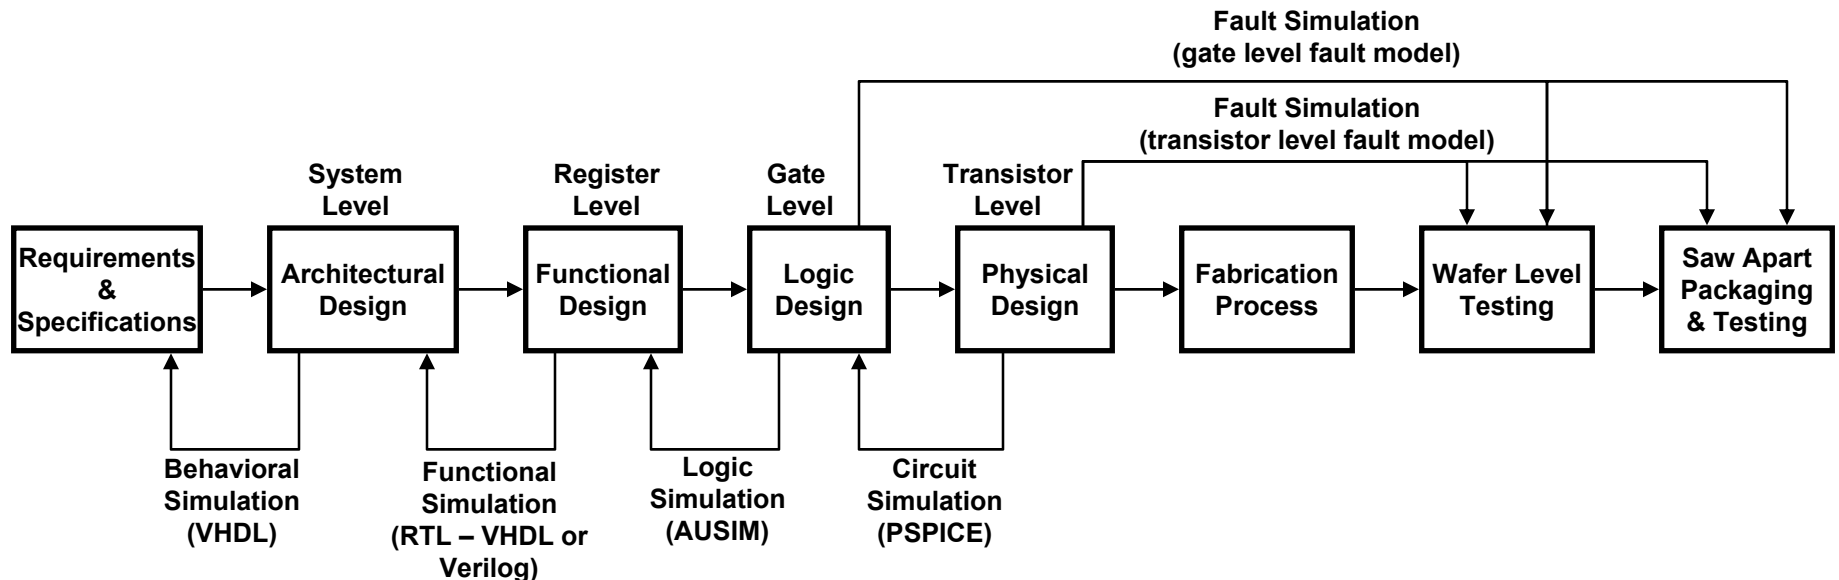 Fault Simulation
(gate level fault model)
Fault Simulation
(transistor level fault model)
System
Level
Register
Level
Gate
Level
Transistor
Level
Requirements
&
Specifications
Architectural
Design
Functional
Design
Logic
Design
Physical
Design
Fabrication
Process
Wafer Level
Testing
Saw Apart
Packaging
& Testing
Behavioral
Simulation
(VHDL)
Functional
Simulation
(RTL – VHDL or
Verilog)
Logic
Simulation
(AUSIM)
Circuit
Simulation
(PSPICE)